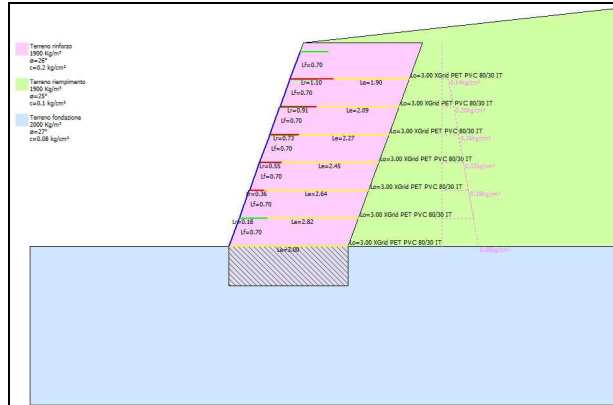 Terreno rinforzo
1900 Kg/m³
ø=26°
c=0.2 kg/cm²
Terreno riempimento
1900 Kg/m³
ø=25°
c=0.1 kg/cm²
Terreno fondazione
2000 Kg/m³
ø=27°
c=0.08 kg/cm²
Lf=0.70
Lo=3.00 XGrid PET PVC 80/30 IT
Lr=1.10 Le=1.90
Lf=0.70
0.14kg/cm²
Lo=3.00 XGrid PET PVC 80/30 IT
Lr=0.91 Le=2.09
Lf=0.70
Lo=3.00 XGrid PET PVC 80/30 IT
Lr=0.73 Le=2.27
Lf=0.70
Lo=3.00 XGrid PET PVC 80/30 IT
Lr=0.55 Le=2.45
Lf=0.70
Lo=3.00 XGrid PET PVC 80/30 IT
Lr=0.36 Le=2.64
Lf=0.70
Lo=3.00 XGrid PET PVC 80/30 IT
Lr=0.18 Le=2.82
Lf=0.70
Lo=3.00 XGrid PET PVC 80/30 IT
Le=3.00